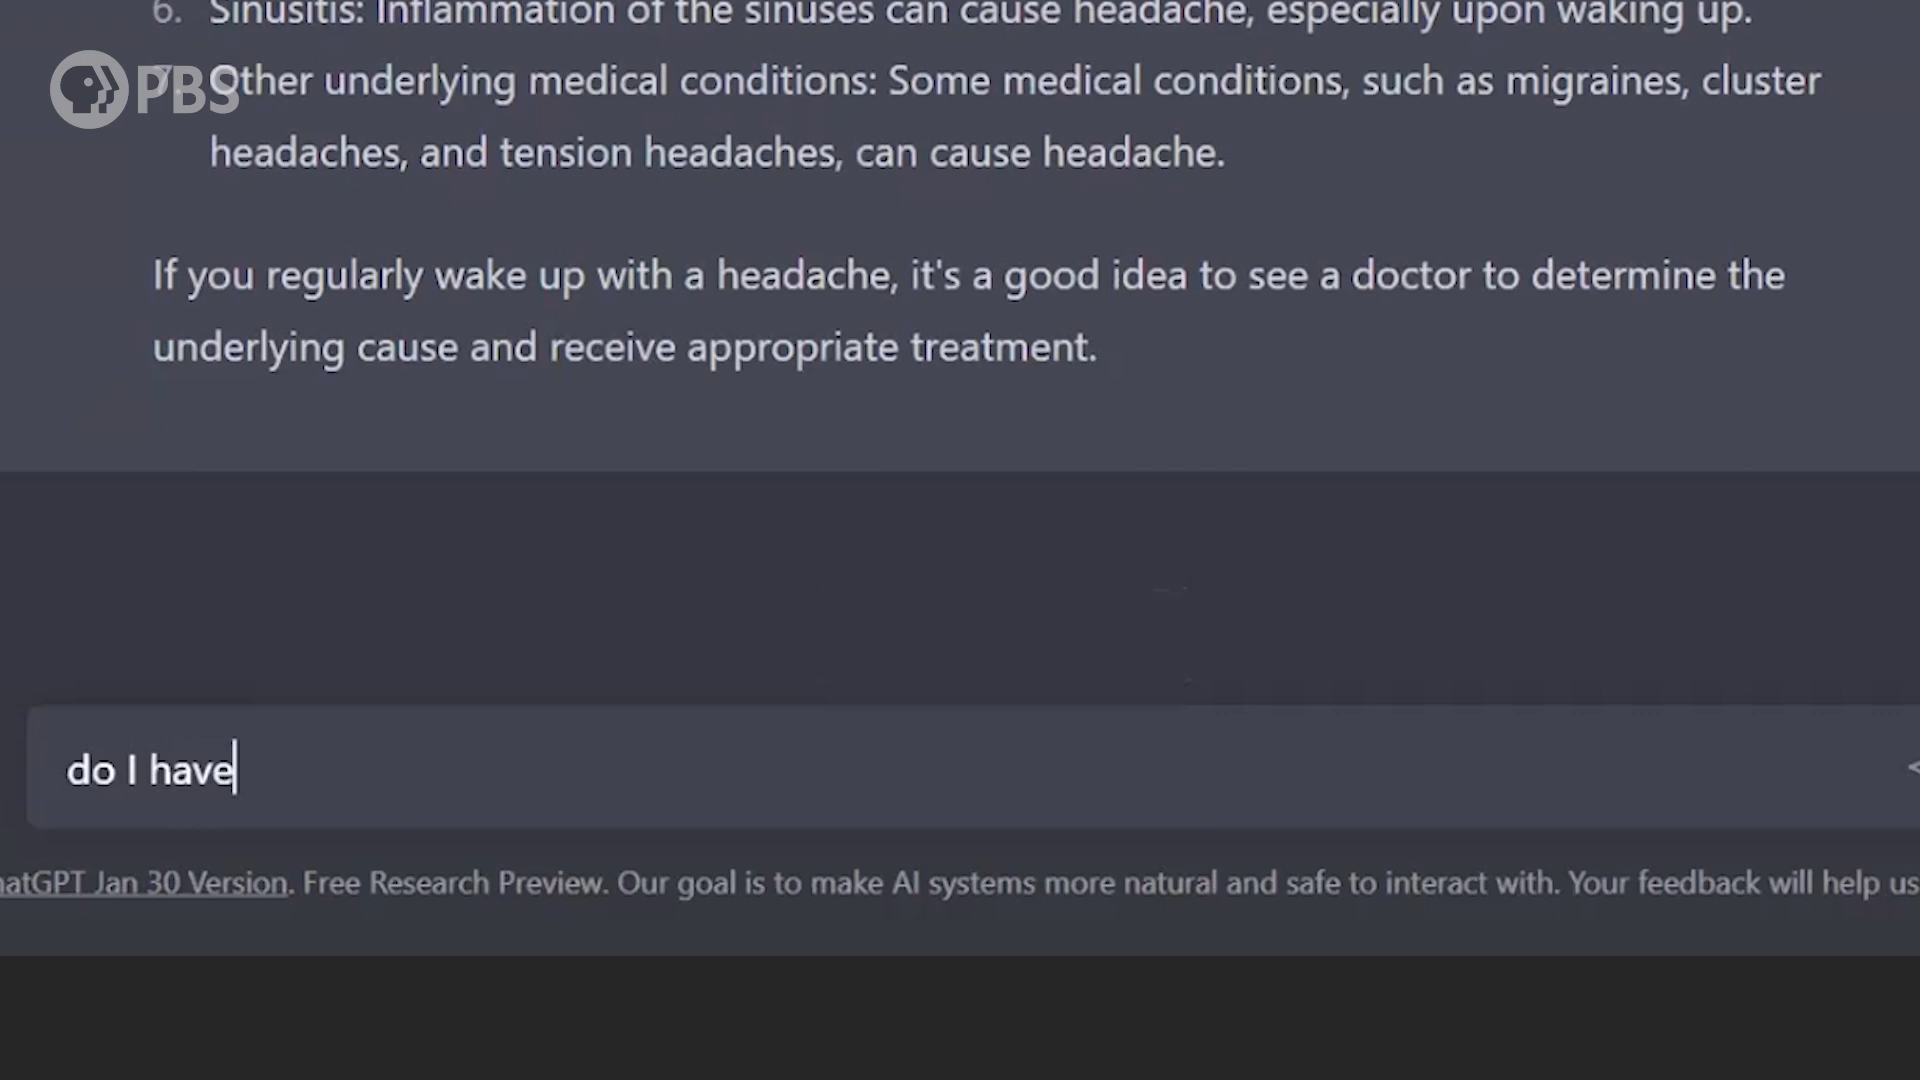 6. Sinusitis: Inflammation of the sinuses can cause headache, especially upon waking up.
PBS
7. Other underlying medical conditions: Some medical conditions, such as migraines, cluster
headaches, and tension headaches, can cause headache.
If you regularly wake up with a headache, it's a good idea to see a doctor to determine the
underlying cause and receive appropriate treatment.
do I have
hatGPT Jan 30 Version. Free Research Preview. Our goal is to make AI systems more natural and safe to interact with. Your feedback will help us